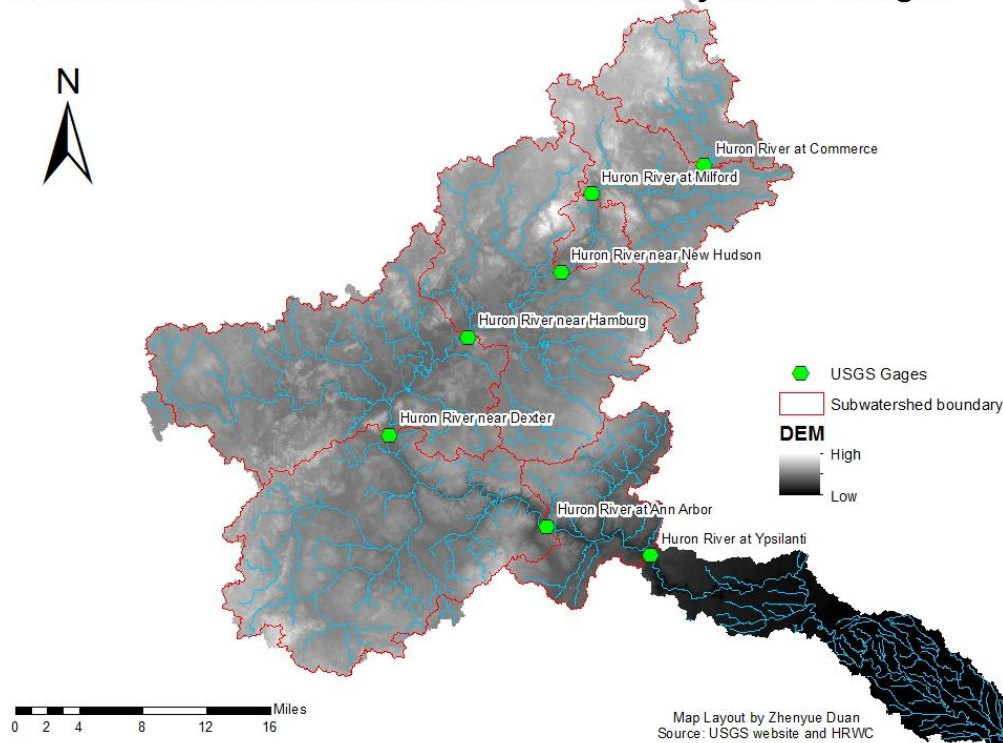 N
Huron River at Commerce
Huron River at Milford
Huron River near New Hudson
Huron River near Hamburg
Huron River near Dexter
Huron River at Ann Arbor
Huron River at Ypsilanti
USGS Gages
Subwatershed boundary
DEM
High
Low
Miles
0 2 4 8 12 16
Map Layout by Zhenyue Duan
Source: USGS website and HRWC